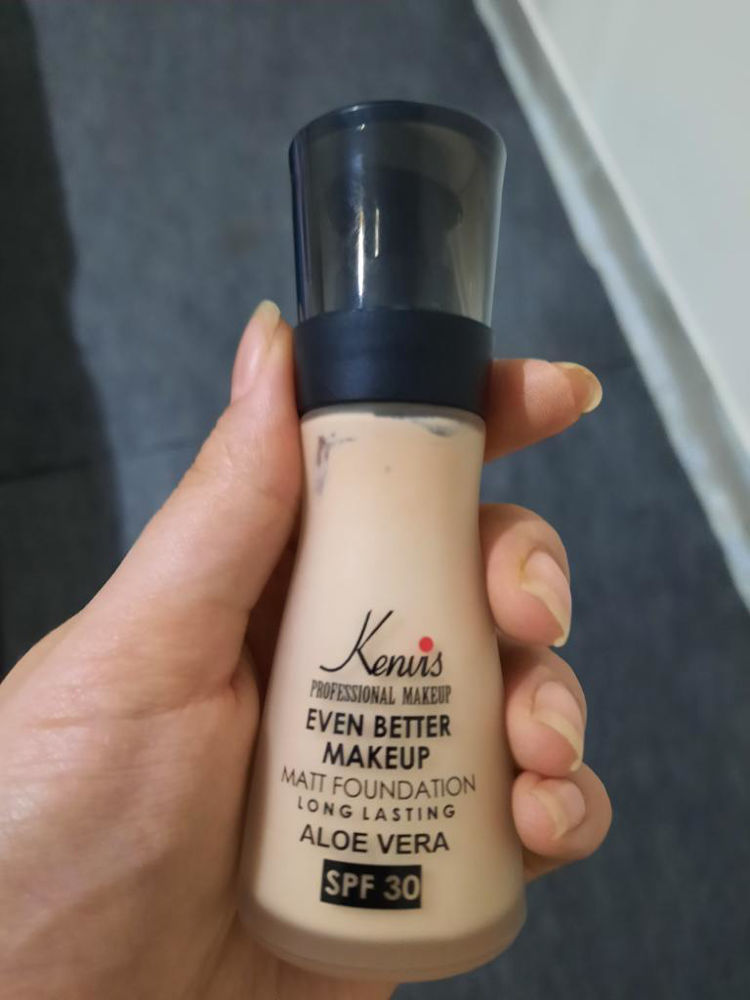 Kenvis
PROFESSIONAL MAKEUP
EVEN BETTER
MAKEUP
MATT FOUNDATION
LONG LASTING
ALOE VERA
SPF 30